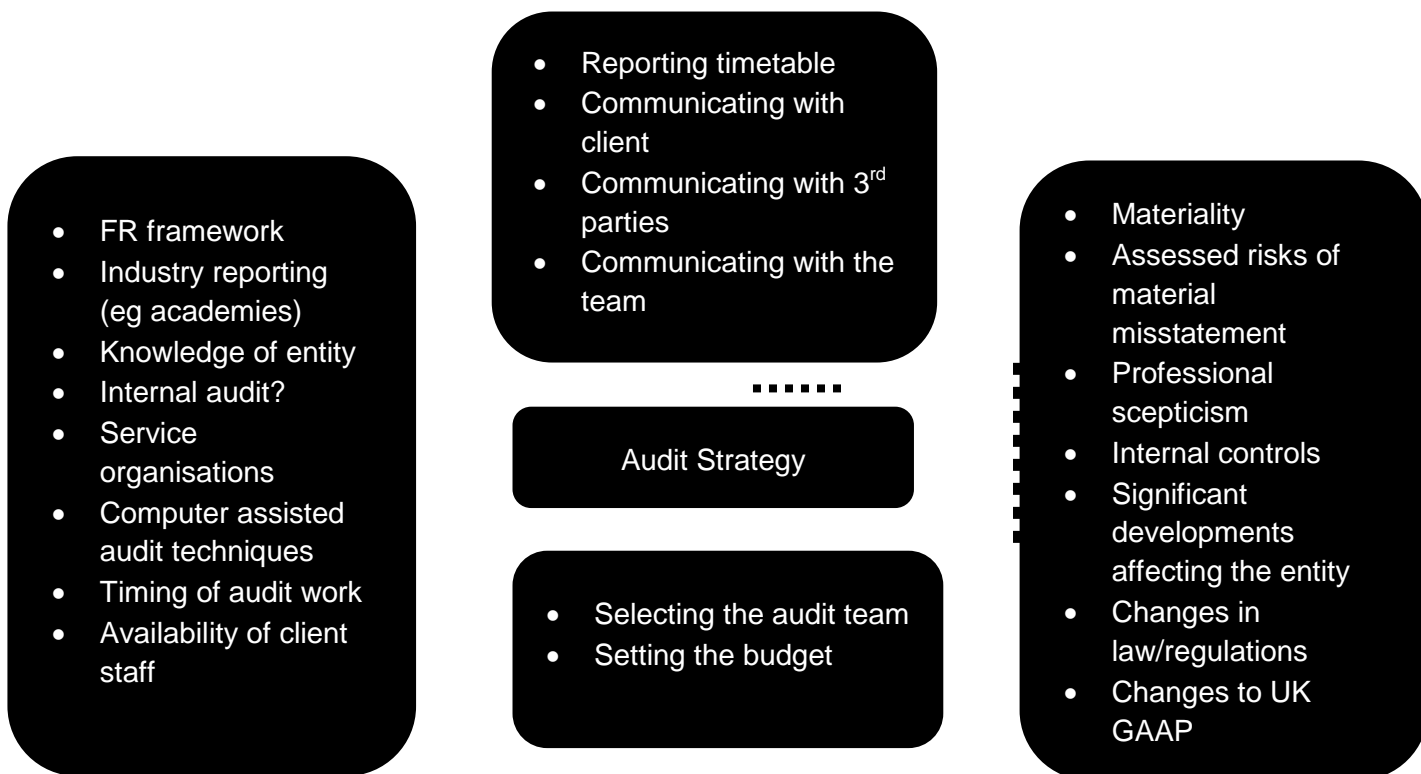 • Reporting timetable
• Communicating with
client
• Communicating with 3rd
parties
• Communicating with the
team
• FR framework
• Industry reporting
(eg academies)
• Knowledge of entity
• Internal audit?
• Service
organisations
• Computer assisted
audit techniques
• Timing of audit work
• Availability of client
staff
Audit Strategy
• Selecting the audit team
• Setting the budget
• Materiality
• Assessed risks of
material
misstatement
• Professional
scepticism
• Internal controls
• Significant
developments
affecting the entity
• Changes in
law/regulations
• Changes to UK
GAAP